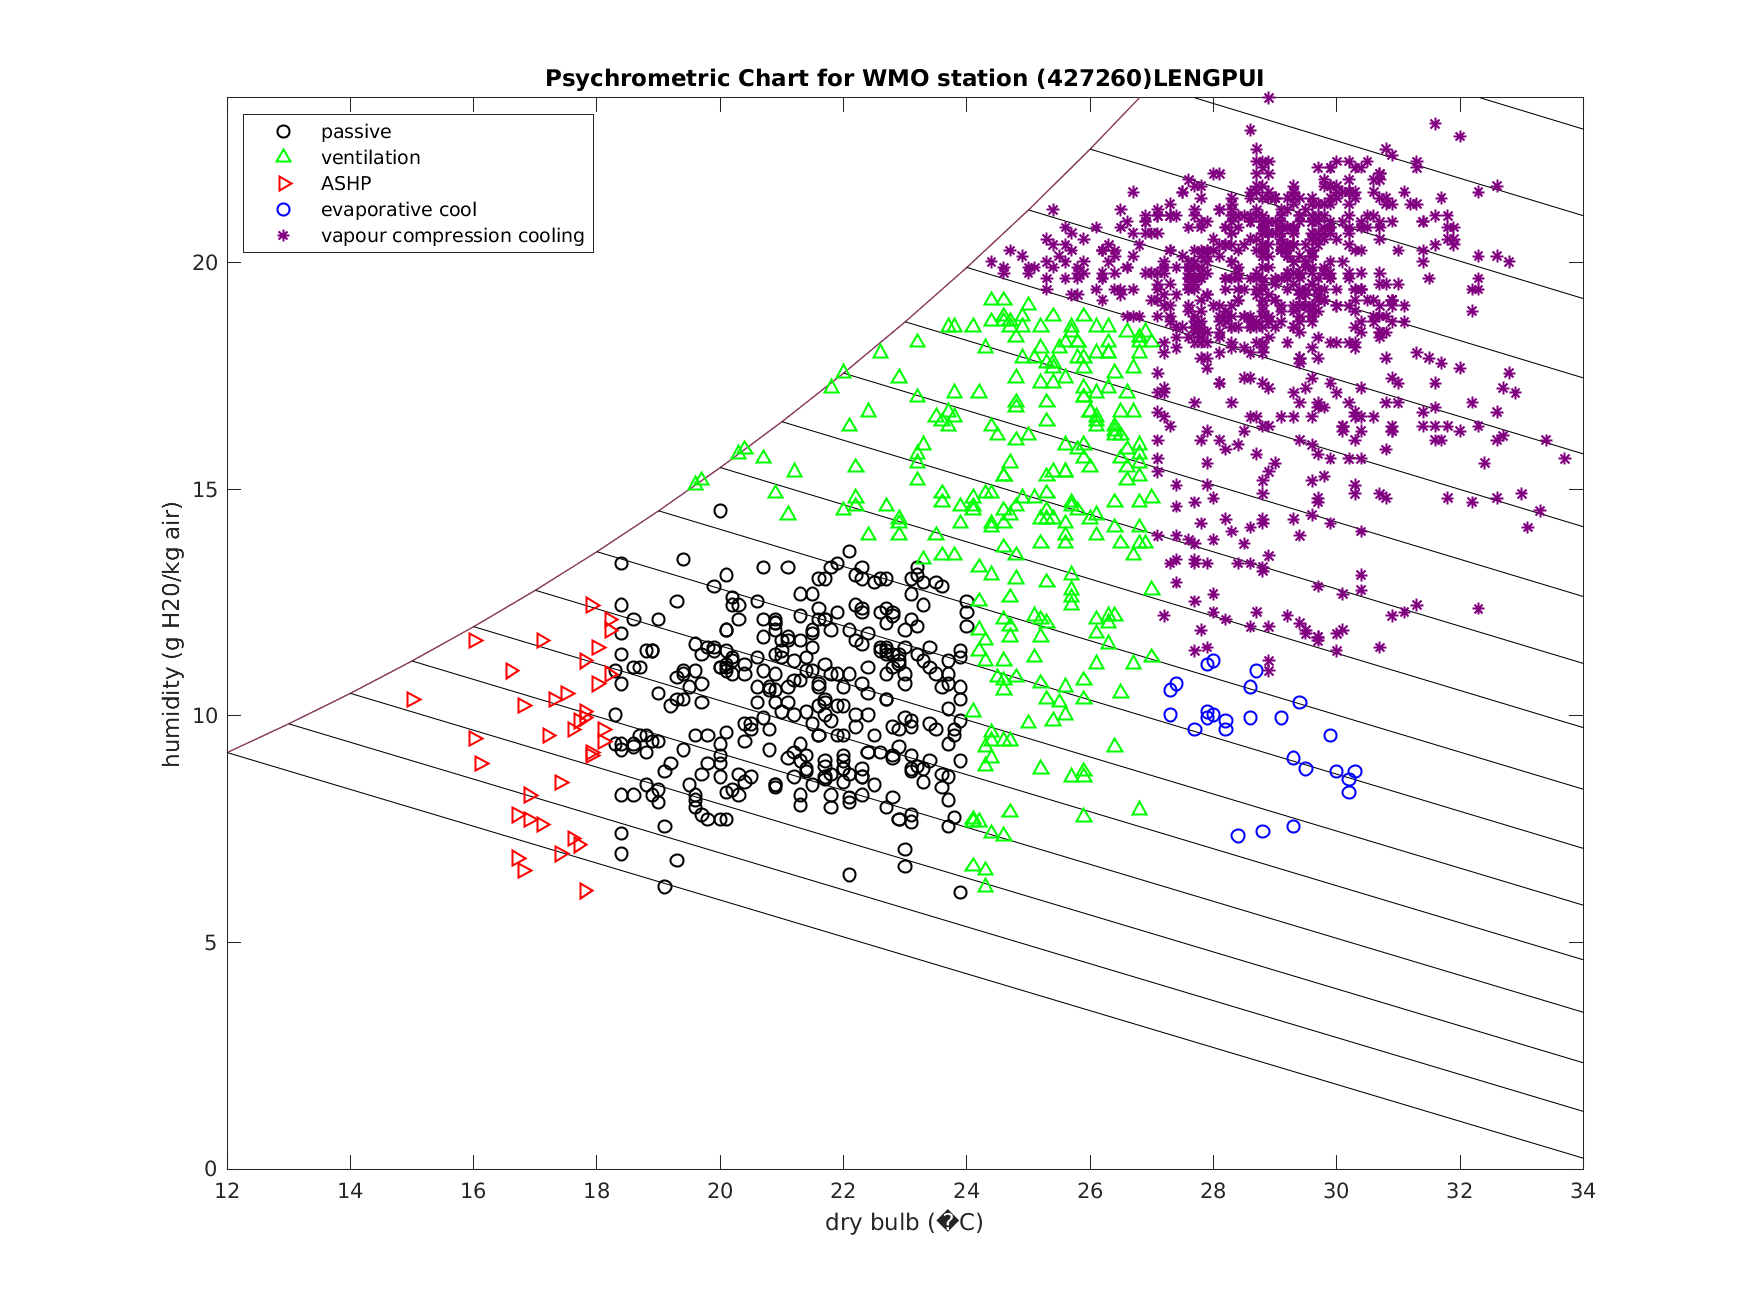 Psychrometric Chart for WMO station (427260)LENGPUI
passive
ventilation
ASHP
evaporative cool
vapour compression cooling
humidity (g H20/kg air)
20
15
10
5
0
12 14 16 18 20 22 24 26 28 30 32 34
dry bulb (�C)